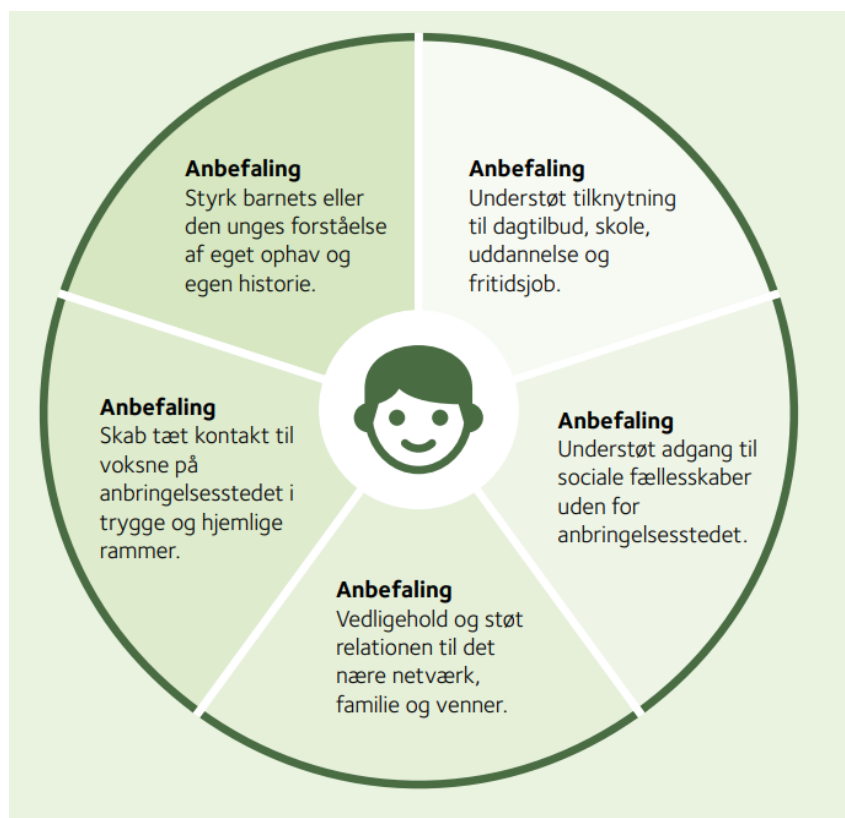 Anbefaling
Styrk barnets eller
den unges forståelse
af eget ophav og
egen historie.
Anbefaling
Understøt tilknytning
til dagtilbud, skole,
uddannelse og
fritidsjob.
Anbefaling
Skab tæt kontakt til
voksne på
anbringelsesstedet i
trygge og hjemlige
rammer.
Anbefaling
Understøt adgang til
sociale fællesskaber
uden for
anbringelsesstedet.
Anbefaling
Vedligehold og støt
relationen til det
nære netværk,
familie og venner.